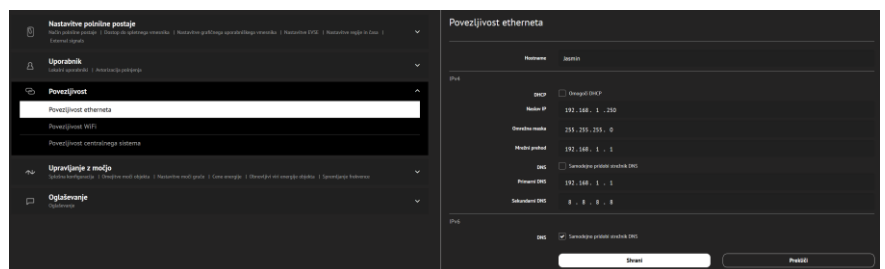 Nastavitve polnilne postaje
Način polnilne postaje | Dostop do spletnega vmesnika | Nastavitve grafičnega uporabniškega vmesnika | Nastavitve EVSE | Nastavitve regije in časa |
External signals
Uporabnik
Lokalni uporabniki | Avtorizacija polnjenja
Povezljivost
Povezljivost etherneta
Povezljivost WiFi
Povezljivost centralnega sistema
Upravljanje z močjo
Splošna konfiguracija | Omejitve moči objekta | Nastavitve moči gruče | Cene energije | Obnovljivi viri energije objekta | Spremljanje frekvence
Oglaševanje
Oglaševanje
Povezljivost etherneta
Hostname Jasmin
IPv4
DHCP Omogoči DHCP
Naslov IP 192.168. 1 .250
Omrežna maska 255.255.255. 0
Mrežni prehod 192.168. 1 . 1
DNS Samodejno pridobi strežnik DNS
Primarni DNS 192.168. 1 . 1
Sekundarni DNS 8 . 8 . 8 . 8
IPv6
DNS Samodejno pridobi strežnik DNS
Shrani Prekliči